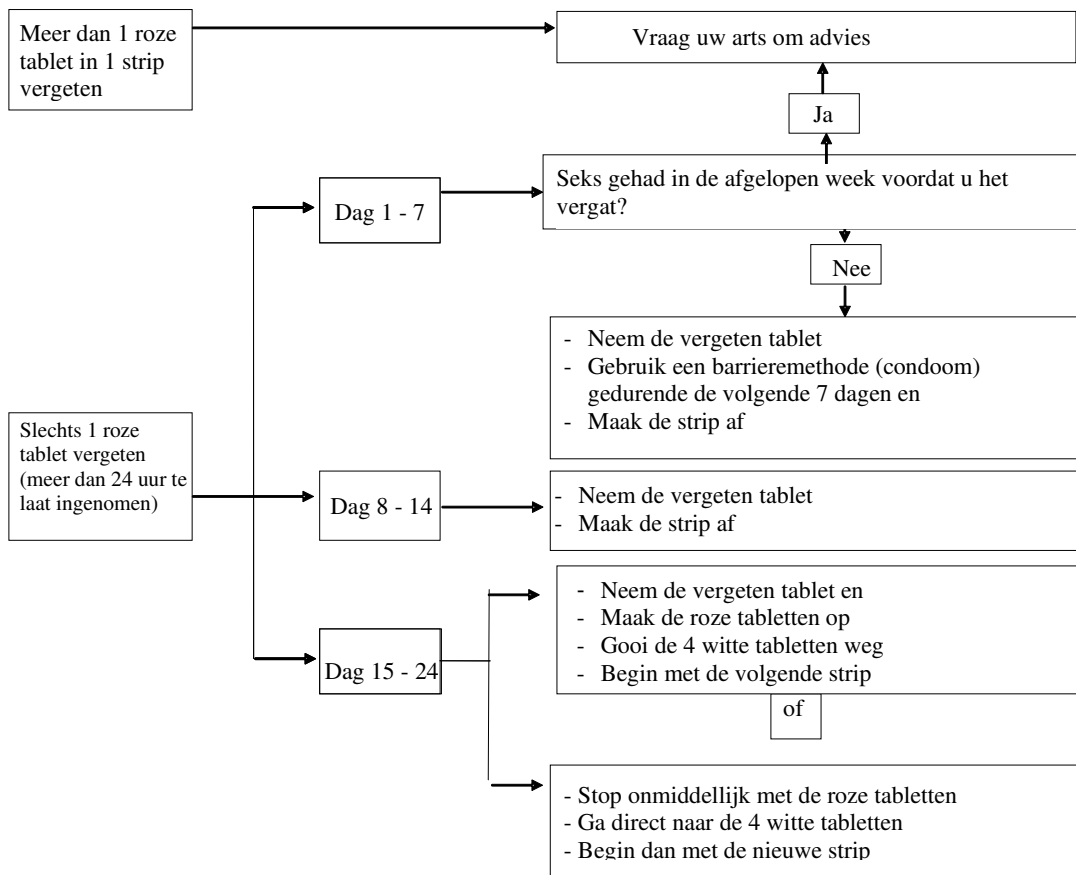 Meer dan 1 roze
tablet in 1 strip
vergeten
Vraag uw arts om advies
Ja
Seks gehad in de afgelopen week voordat u het
vergat?
Dag 1 - 7
Nee
- Neem de vergeten tablet
- Gebruik een barrieremethode (condoom)
gedurende de volgende 7 dagen en
- Maak de strip af
Slechts 1 roze
tablet vergeten
(meer dan 24 uur te
laat ingenomen)
Dag 8 - 14
- Neem de vergeten tablet
- Maak de strip af
Dag 15 - 24
- Neem de vergeten tablet en
- Maak de roze tabletten op
- Gooi de 4 witte tabletten weg
- Begin met de volgende strip
of
- Stop onmiddellijk met de roze tabletten
- Ga direct naar de 4 witte tabletten
- Begin dan met de nieuwe strip